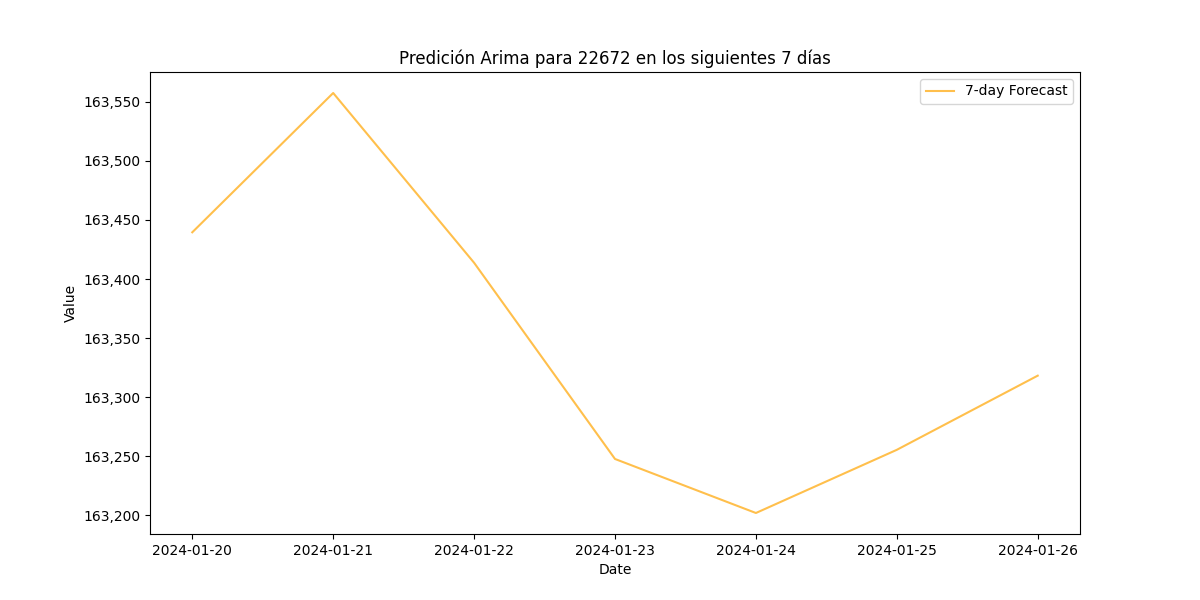 Predición Arima para 22672 en los siguientes 7 días
7-day Forecast
163,550
163,500
163,450
163,400
163,350
163,300
163,250
163,200
Value
2024-01-20 2024-01-21 2024-01-22 2024-01-23 2024-01-24 2024-01-25 2024-01-26
Date